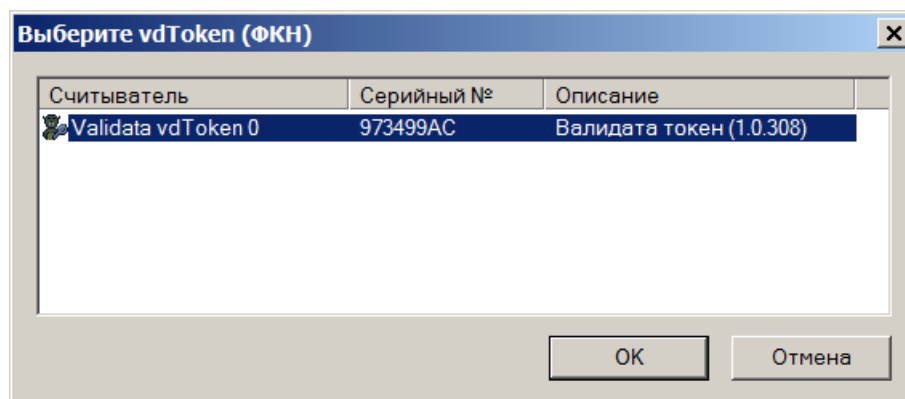 Выберите vdToken (ФКН)
Считыватель Серийный № Описание
Validata vdToken 0 973499AC Валидата токен (1.0.308)
OK Отмена